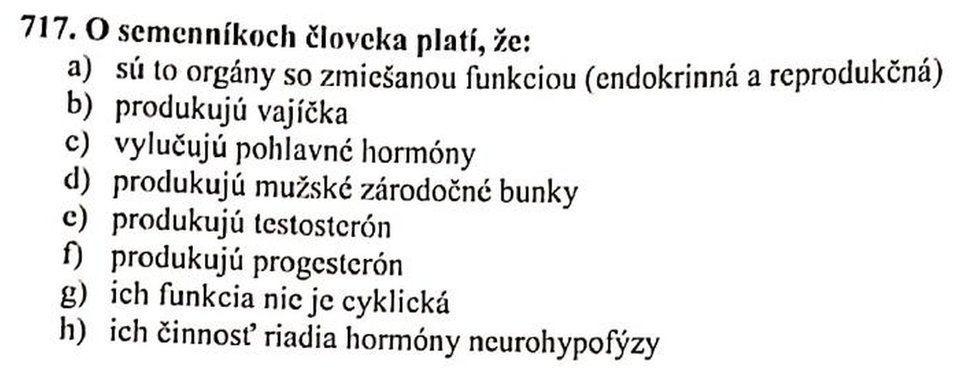 717. O semenníkoch človeka platí, že:
a) sú to orgány so zmiešanou funkciou (endokrinná a reprodukčná)
b) produkujú vajíčka
c) vylučujú pohlavné hormóny
d) produkujú mužské zárodočné bunky
e) produkujú testosterón
f) produkujú progesterón
g) ich funkcia nie je cyklická
h) ich činnosť riadia hormóny neurohypofýzy